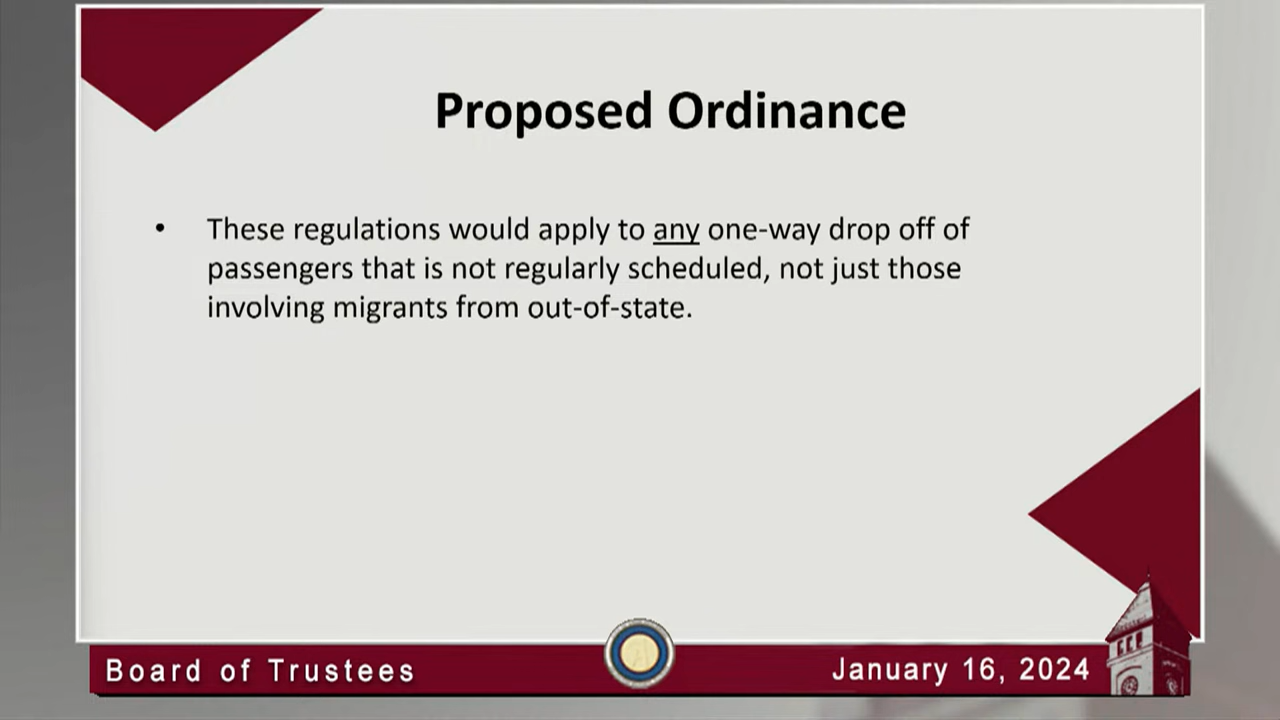 Proposed Ordinance
• These regulations would apply to any one-way drop off of
passengers that is not regularly scheduled, not just those
involving migrants from out-of-state.
Board of Trustees
January 16, 2024